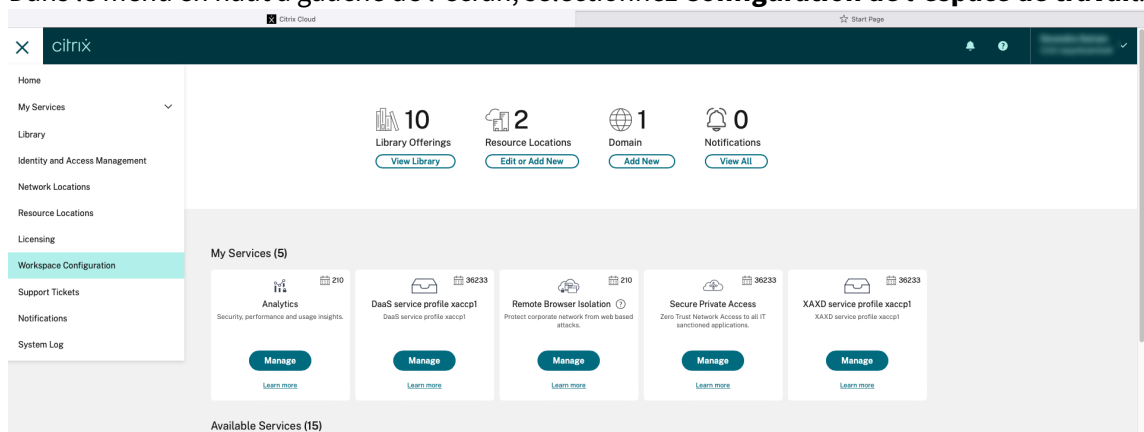 Dans le menu en haut à gauche de l'écran, sélectionnez Configuration de l'espace de travail.
Citrix Cloud
Start Page
citrix
Home
My Services
Library
Identity and Access Management
Network Locations
Resource Locations
Licensing
Workspace Configuration
Support Tickets
Notifications
System Log
10
Library Offerings
View Library
2
Resource Locations
Edit or Add New
1
Domain
Add New
0
Notifications
View All
My Services (5)
210
Analytics
Security, performance and usage insights.
Manage
Learn more
36233
DaaS service profile xaccp1
DaaS service profile xaccp1
Manage
Learn more
210
Remote Browser Isolation
Protect corporate network from web based
attacks.
Manage
Learn more
36233
Secure Private Access
Zero Trust Network Access to all IT
sanctioned applications.
Manage
Learn more
36233
XAXD service profile xaccp1
XAXD service profile xaccp1
Manage
Learn more
Available Services (15)